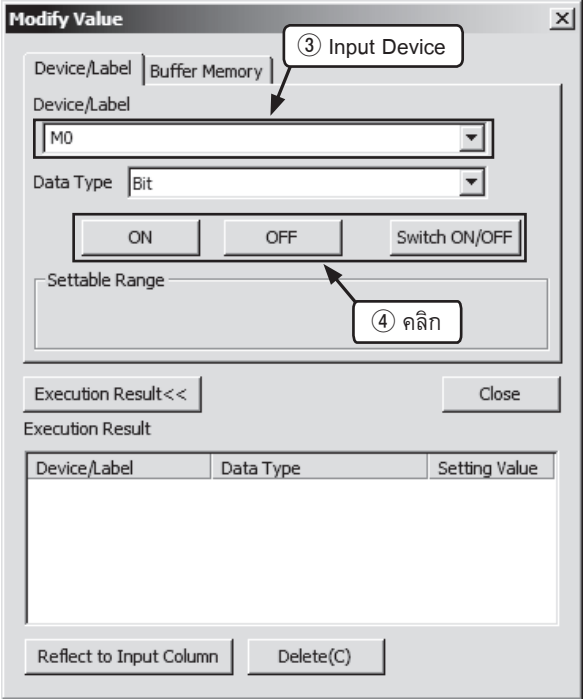 Modify Value
③ Input Device
Device/Label
Buffer Memory
Device/Label
M0
Data Type Bit
ON OFF Switch ON/OFF
Settable Range
④ คลิก
Execution Result<< Close
Execution Result
Device/Label Data Type Setting Value
Reflect to Input Column Delete(C)